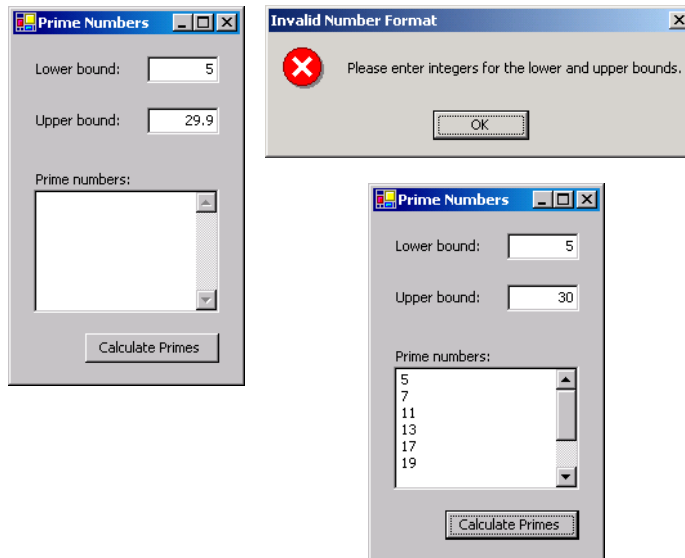 Prime Numbers
Lower bound: 5
Upper bound: 29.9
Prime numbers:
Calculate Primes
Invalid Number Format
Please enter integers for the lower and upper bounds.
OK
Prime Numbers
Lower bound: 5
Upper bound: 30
Prime numbers:
5
7
11
13
17
19
Calculate Primes